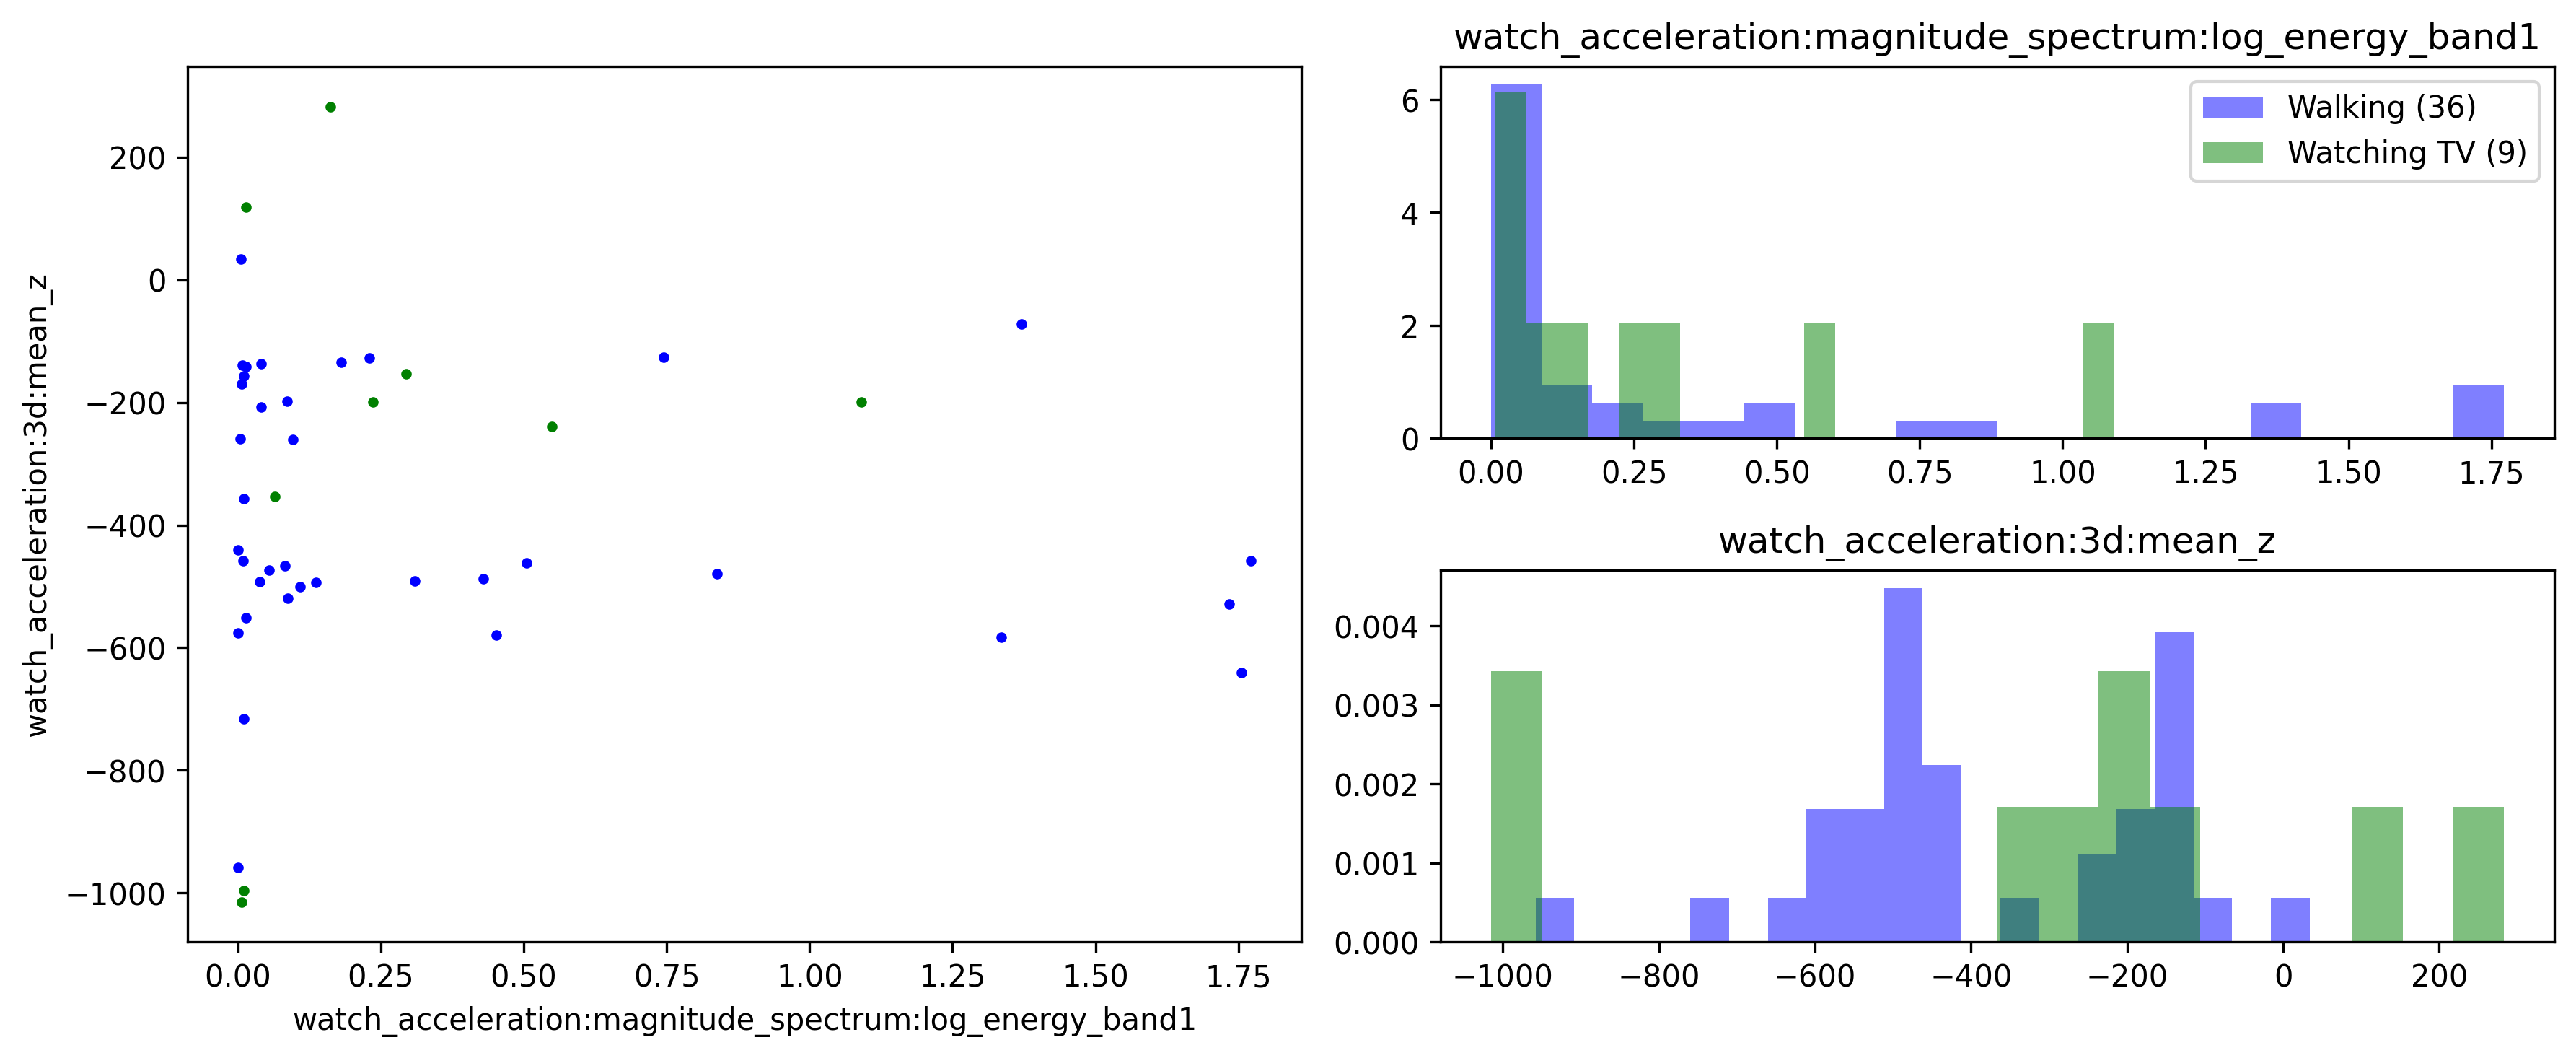 watch_acceleration:3d:mean_z
200
0
−200
−400
−600
−800
−1000
0.00 0.25 0.50 0.75 1.00 1.25 1.50 1.75
watch_acceleration:magnitude_spectrum:log_energy_band1
watch_acceleration:magnitude_spectrum:log_energy_band1
Walking (36)
Watching TV (9)
6
4
2
0
0.00 0.25 0.50 0.75 1.00 1.25 1.50 1.75
watch_acceleration:3d:mean_z
0.004
0.003
0.002
0.001
0.000
−1000 −800 −600 −400 −200 0 200